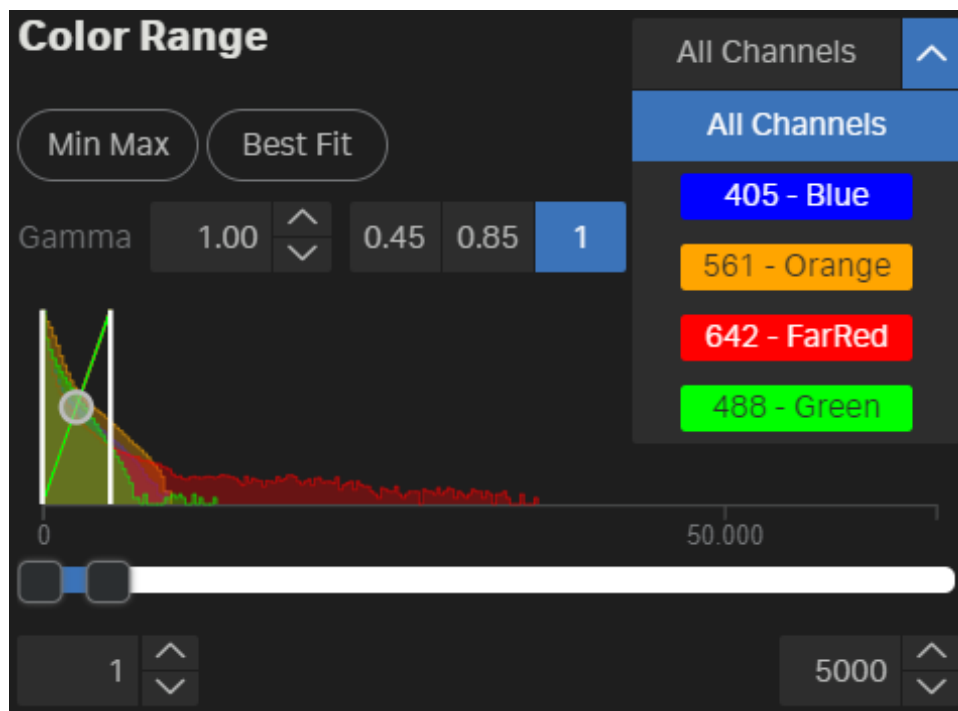 Color Range
All Channels
All Channels
Min Max Best Fit
405 - Blue
Gamma 1.00 0.45 0.85 1
561 - Orange
642 - FarRed
488 - Green
0 50.000
1 5000